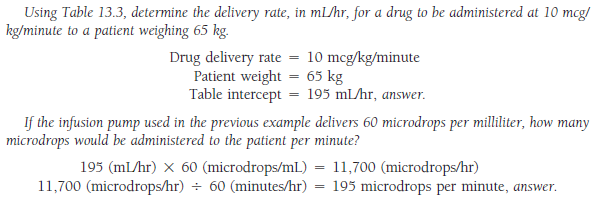 Using Table 13.3, determine the delivery rate, in mL/hr, for a drug to be administered at 10 mcg/
kg/minute to a patient weighing 65 kg.
Drug delivery rate = 10 mcg/kg/minute
Patient weight = 65 kg
Table intercept = 195 mL/hr, answer.
If the infusion pump used in the previous example delivers 60 microdrops per milliliter, how many
microdrops would be administered to the patient per minute?
195 (mL/hr) × 60 (microdrops/mL) = 11,700 (microdrops/hr)
11,700 (microdrops/hr) ÷ 60 (minutes/hr) = 195 microdrops per minute, answer.